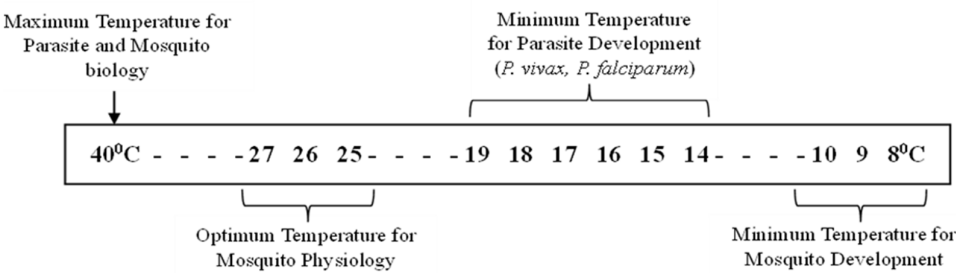 Maximum Temperature for
Parasite and Mosquito
biology
Minimum Temperature
for Parasite Development
(P. vivax, P. falciparum)
40⁰C - - - -27 26 25- - - -19 18 17 16 15 14- - - -10 9 8⁰C
Optimum Temperature for
Mosquito Physiology
Minimum Temperature for
Mosquito Development